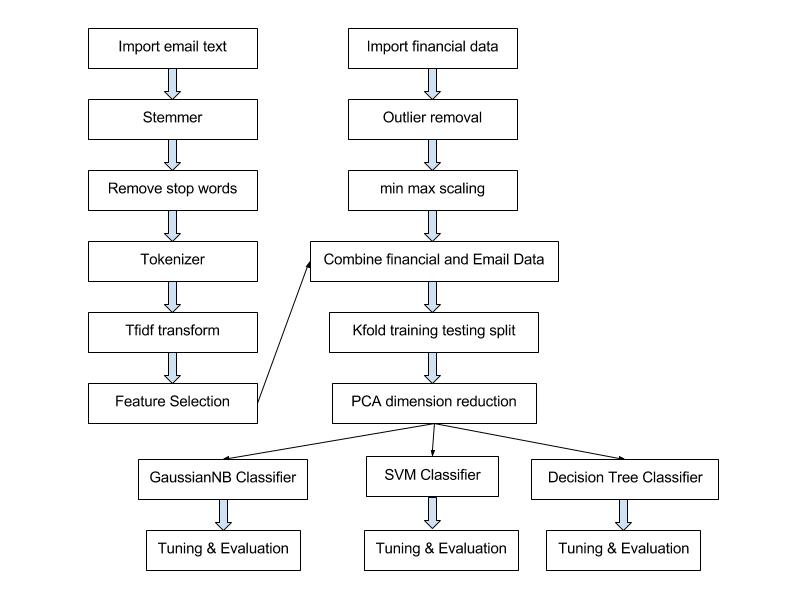 Import email text
Import financial data
Stemmer
Outlier removal
Remove stop words
min max scaling
Tokenizer
Combine financial and Email Data
Tfidf transform
Kfold training testing split
Feature Selection
PCA dimension reduction
GaussianNB Classifier
SVM Classifier
Decision Tree Classifier
Tuning & Evaluation
Tuning & Evaluation
Tuning & Evaluation